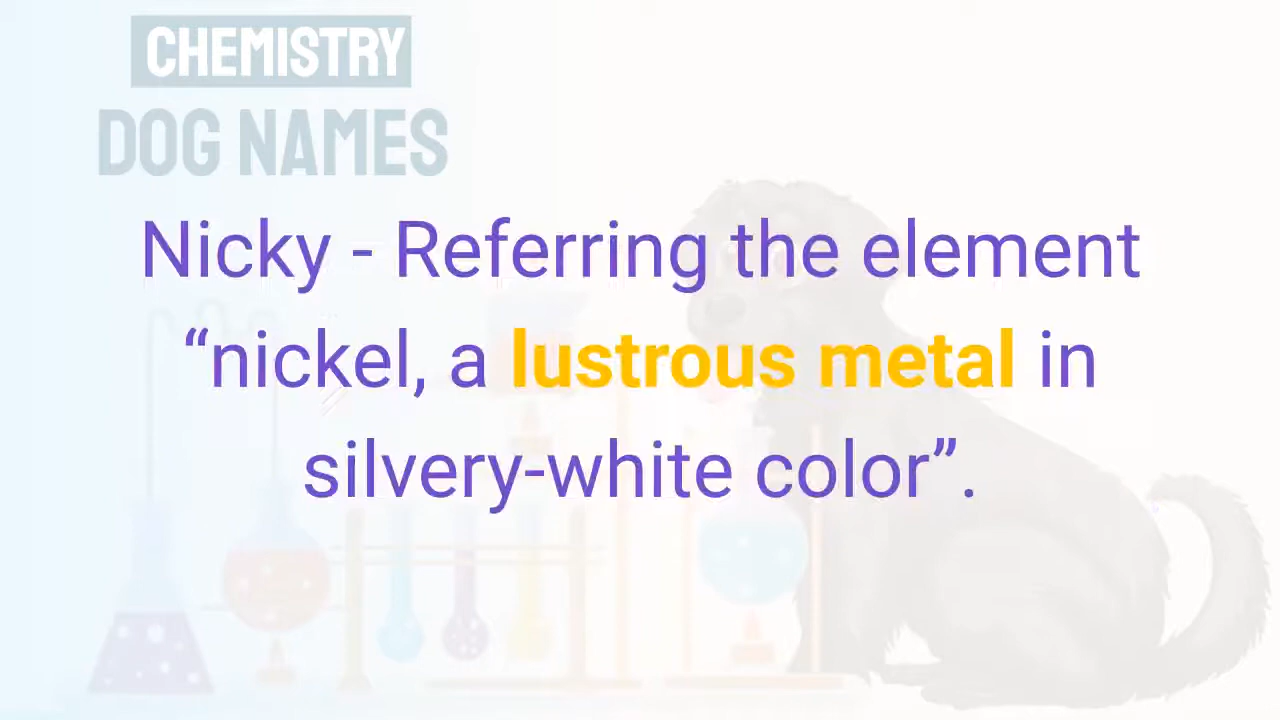 CHEMISTRY
DOG NAMES
Nicky - Referring the element
“nickel, a lustrous metal in
silvery-white color”.